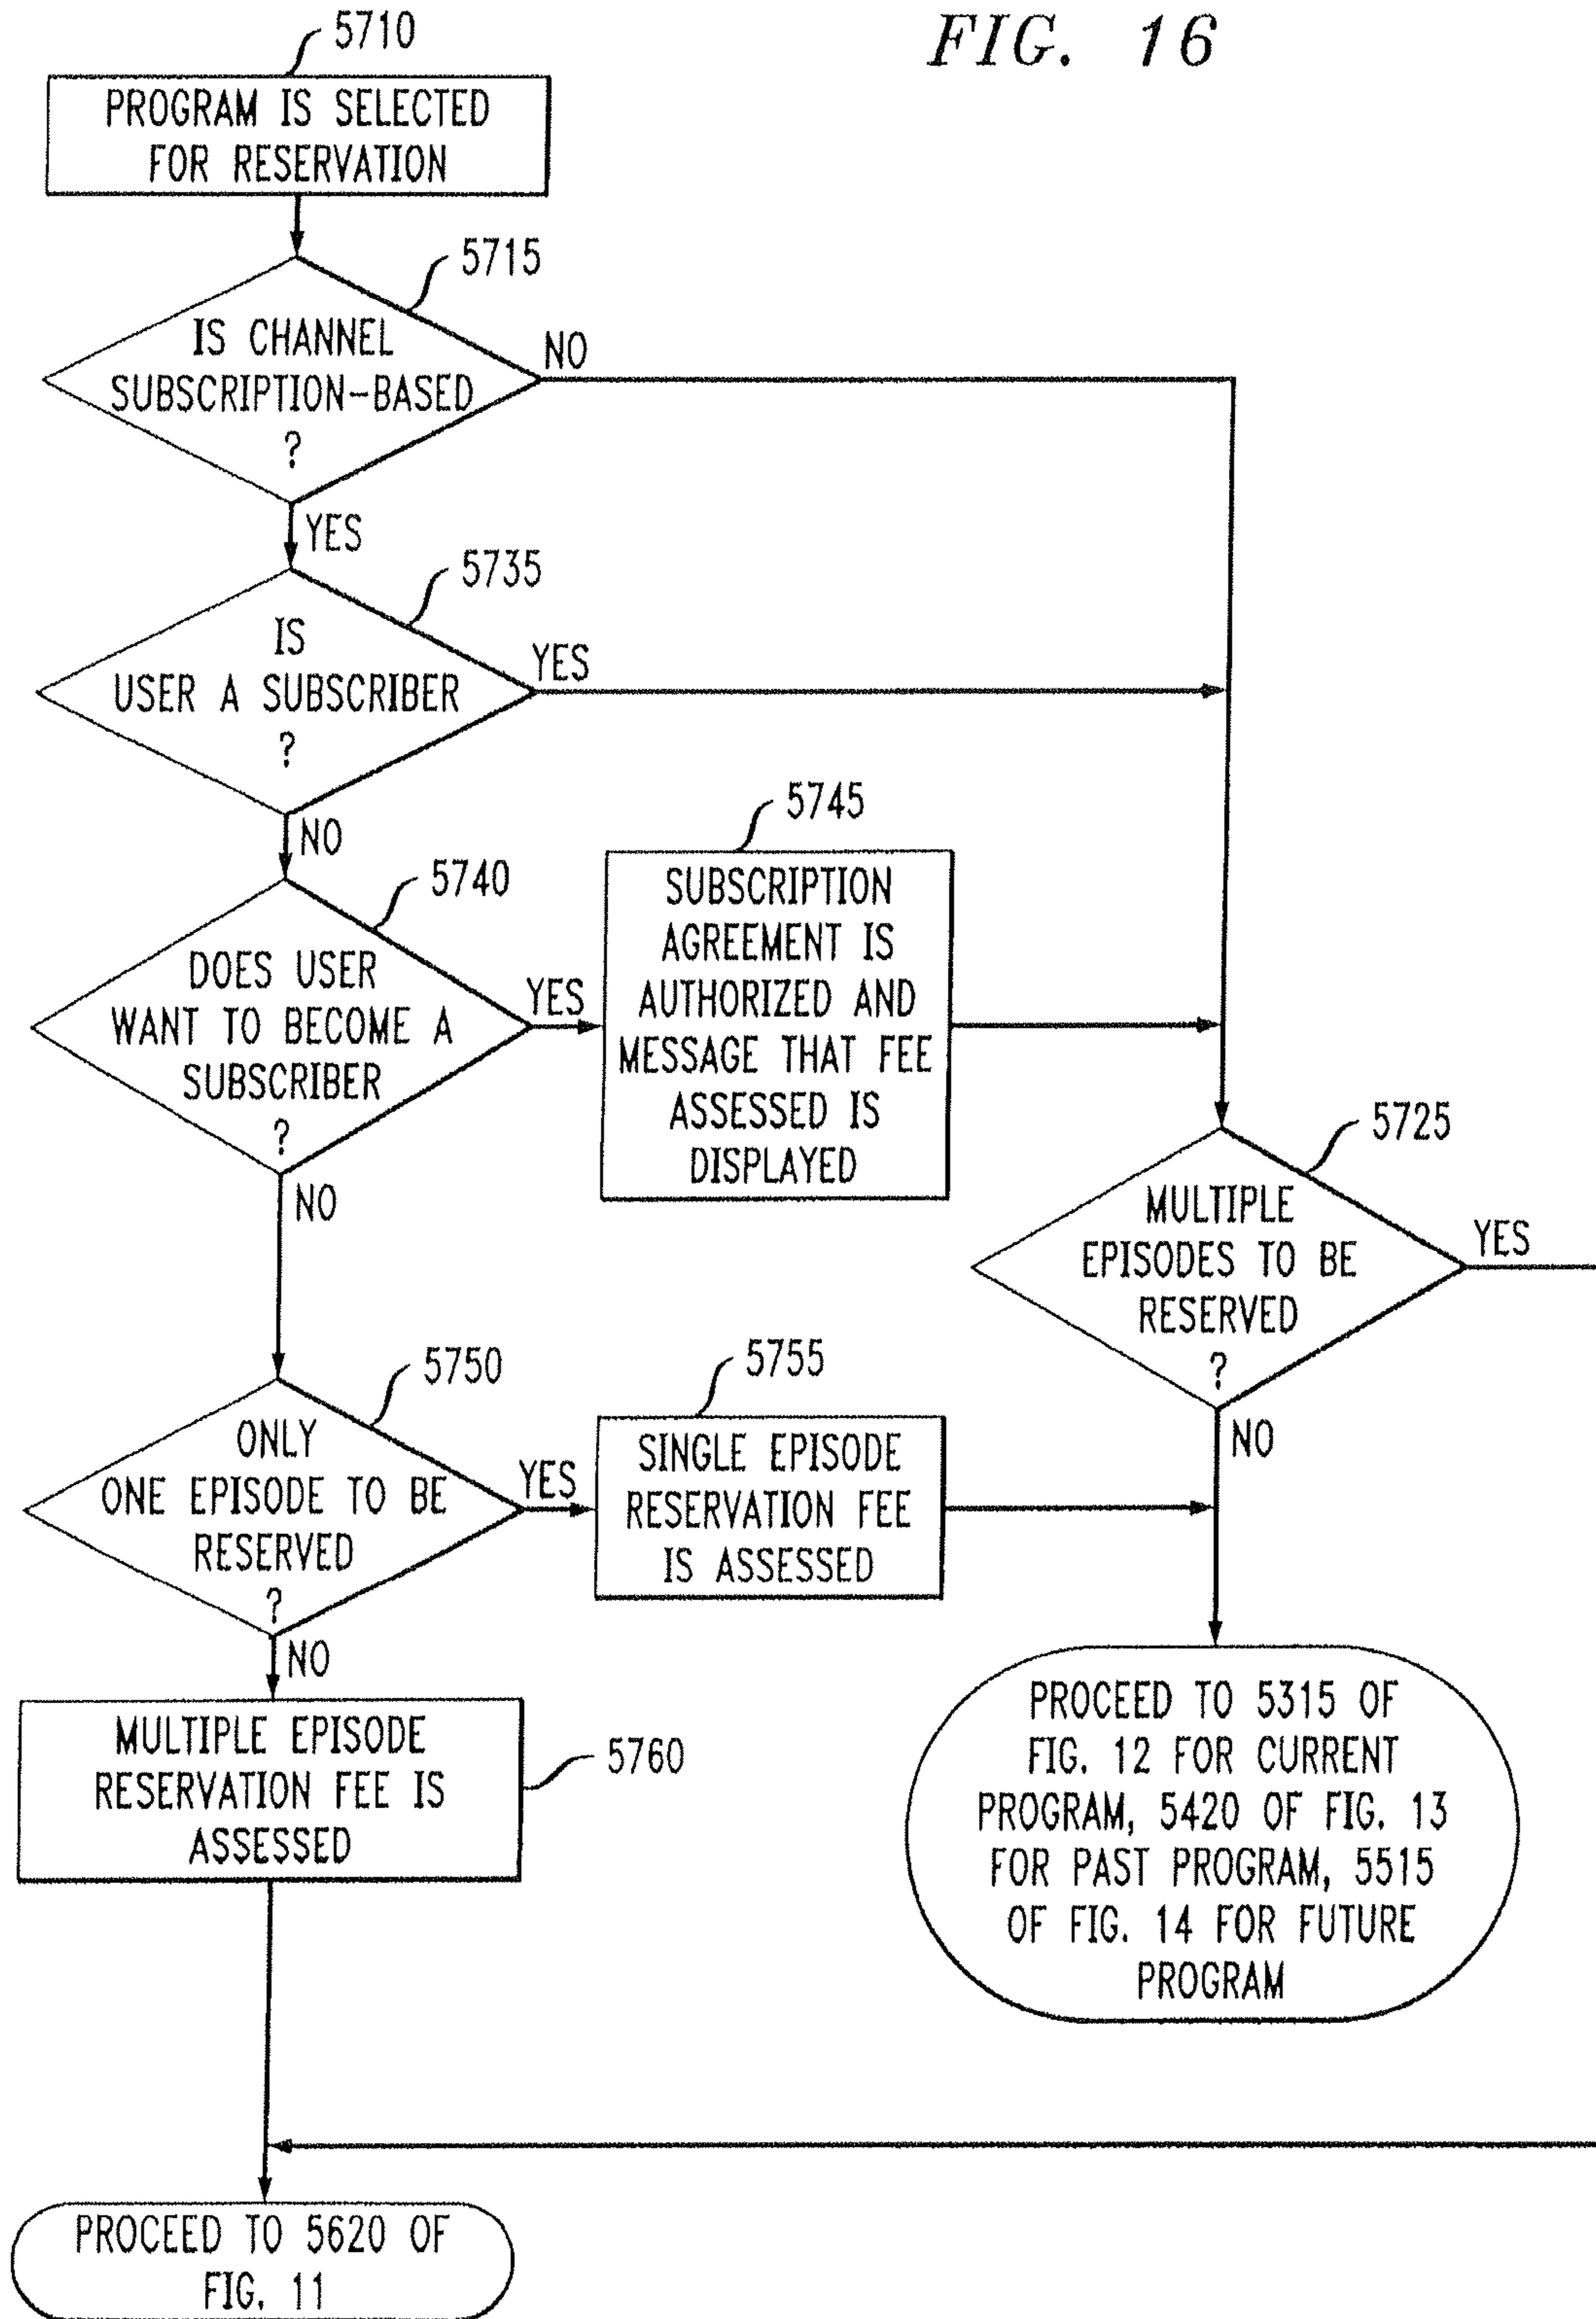 FIG. 16
5710
PROGRAM IS SELECTED
FOR RESERVATION
5715
IS CHANNEL
SUBSCRIPTION-BASED
?
NO
YES
5735
IS
USER A SUBSCRIBER
?
YES
NO
5740
DOES USER
WANT TO BECOME A
SUBSCRIBER
?
YES
NO
5745
SUBSCRIPTION
AGREEMENT IS
AUTHORIZED AND
MESSAGE THAT FEE
ASSESSED IS
DISPLAYED
5725
MULTIPLE
EPISODES TO BE
RESERVED
?
YES
NO
5750
ONLY
ONE EPISODE TO BE
RESERVED
?
YES
NO
5755
SINGLE EPISODE
RESERVATION FEE
IS ASSESSED
MULTIPLE EPISODE
RESERVATION FEE IS
ASSESSED
5760
PROCEED TO 5315 OF
FIG. 12 FOR CURRENT
PROGRAM, 5420 OF FIG. 13
FOR PAST PROGRAM, 5515
OF FIG. 14 FOR FUTURE
PROGRAM
PROCEED TO 5620 OF
FIG. 11